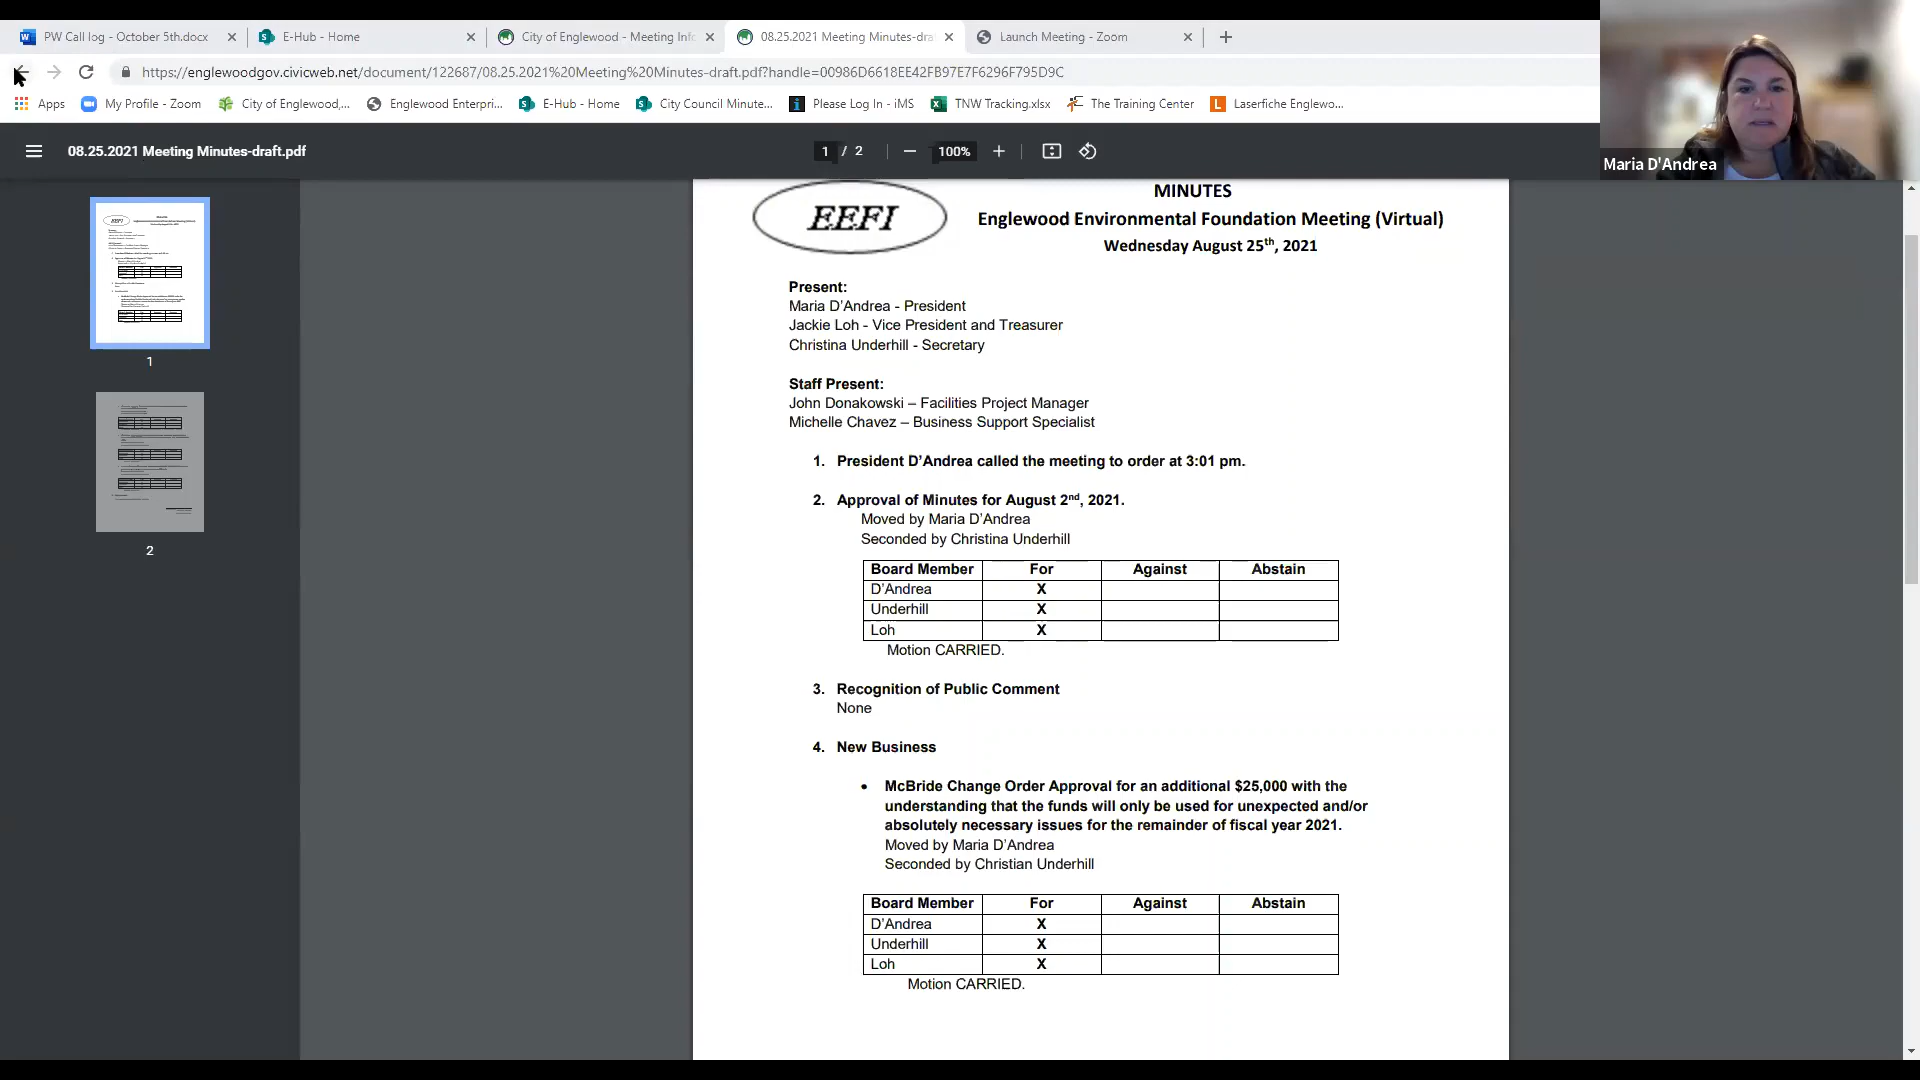 PW Call log - October 5th.docx
E-Hub - Home
City of Englewood - Meeting Info
08.25.2021 Meeting Minutes-dra
Launch Meeting - Zoom
https://englewoodgov.civicweb.net/document/122687/08.25.2021%20Meeting%20Minutes-draft.pdf?handle=00986D6618EE42FB97E7F6296F795D9C
Apps
My Profile - Zoom
City of Englewood,...
Englewood Enterpri...
E-Hub - Home
City Council Minute...
Please Log In - iMS
TNW Tracking.xlsx
The Training Center
Laserfiche Englewo...
Maria D'Andrea
08.25.2021 Meeting Minutes-draft.pdf
1 / 2
100%
1
2
EEFI
MINUTES
Englewood Environmental Foundation Meeting (Virtual)
Wednesday August 25th, 2021
Present:
Maria D'Andrea - President
Jackie Loh - Vice President and Treasurer
Christina Underhill - Secretary
Staff Present:
John Donakowski – Facilities Project Manager
Michelle Chavez – Business Support Specialist
1. President D'Andrea called the meeting to order at 3:01 pm.
2. Approval of Minutes for August 2nd, 2021.
Moved by Maria D'Andrea
Seconded by Christina Underhill
Board Member For Against Abstain
D'Andrea X
Underhill X
Loh X
Motion CARRIED.
3. Recognition of Public Comment
None
4. New Business
• McBride Change Order Approval for an additional $25,000 with the
understanding that the funds will only be used for unexpected and/or
absolutely necessary issues for the remainder of fiscal year 2021.
Moved by Maria D'Andrea
Seconded by Christian Underhill
Board Member For Against Abstain
D'Andrea X
Underhill X
Loh X
Motion CARRIED.